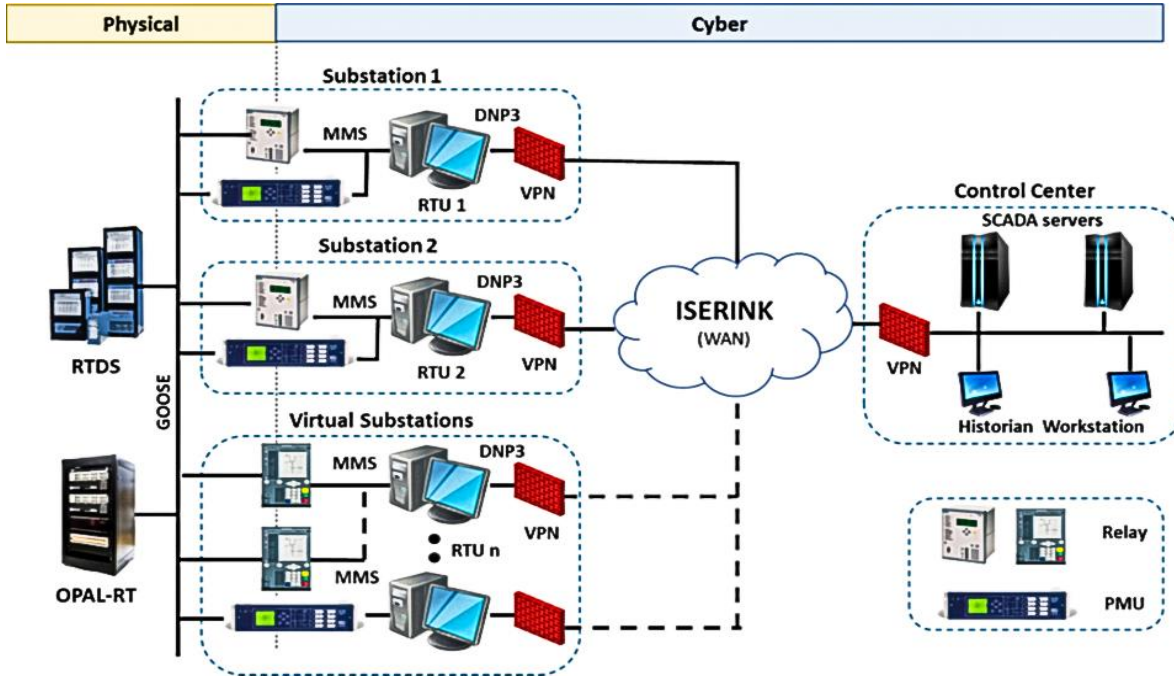 Physical
Cyber
Substation 1
MMS
DNP3
RTU 1
VPN
Substation 2
MMS
DNP3
RTU 2
VPN
RTDS
GOOSE
OPAL-RT
Virtual Substations
MMS
DNP3
VPN
RTU n
MMS
ISERINK
(WAN)
Control Center
SCADA servers
VPN
Historian
Workstation
Relay
PMU